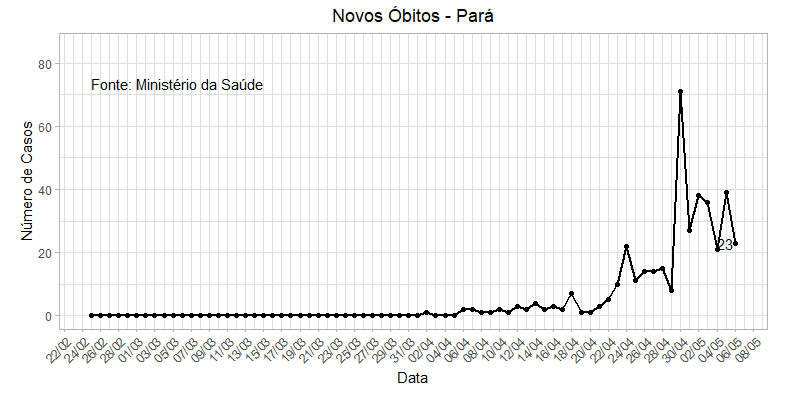 Novos Óbitos - Pará
Fonte: Ministério da Saúde
Número de Casos
80
60
40
20
0
23
22/02 24/02 26/02 28/02 01/03 03/03 05/03 07/03 09/03 11/03 13/03 15/03 17/03 19/03 21/03 23/03 25/03 27/03 29/03 31/03 02/04 04/04 06/04 08/04 10/04 12/04 14/04 16/04 18/04 20/04 22/04 24/04 26/04 28/04 30/04 02/05 04/05 06/05 08/05
Data